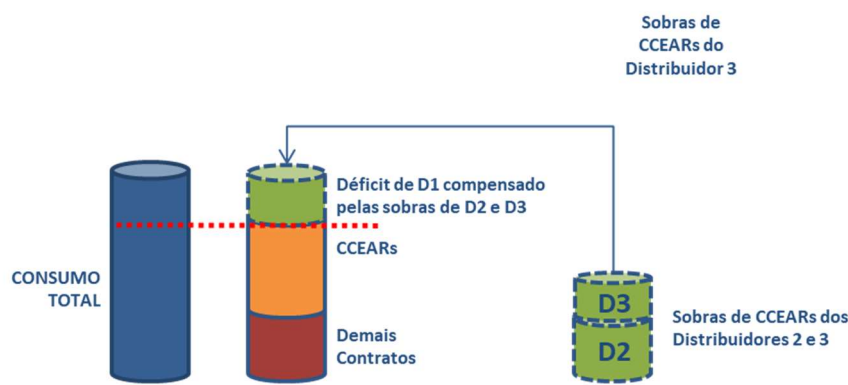 Sobras de
CCEARs do
Distribuidor 3
Déficit de D1 compensado
pelas sobras de D2 e D3
CCEARs
CONSUMO
TOTAL
D3
Sobras de CCEARs dos
Distribuidores 2 e 3
Demais
Contratos
D2